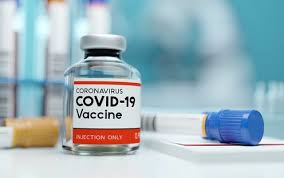 CORONAVIRUS
COVID-19
Vaccine
INJECTION ONLY